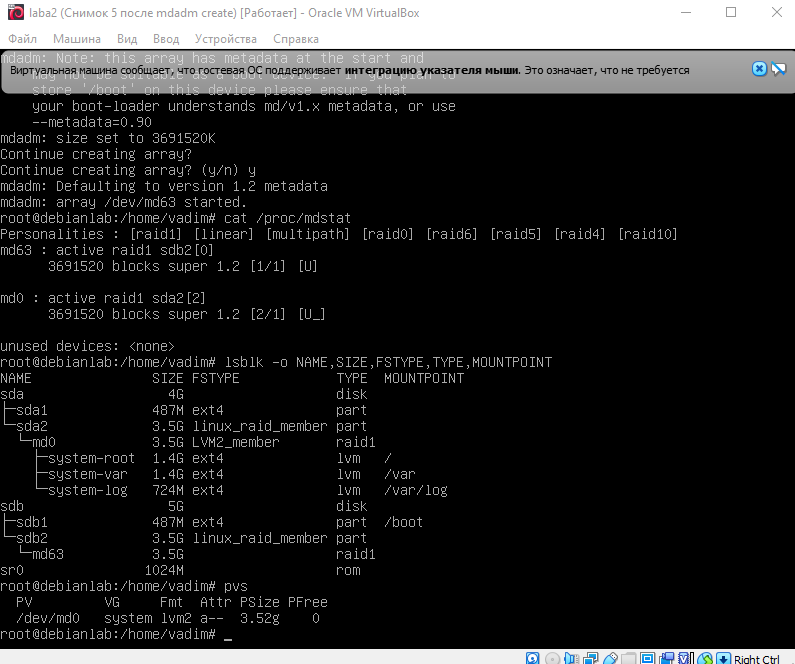 laba2 (Снимок 5 после mdadm create) [Работает] - Oracle VM VirtualBox
Файл Машина Вид Ввод Устройства Справка
mdadm: Note: this array has metadata at the start and
Виртуальная машина сообщает, что гостевая ОС поддерживает интеграцию указателя мыши. Это означает, что не требуется
may not be suitable as a boot device. If you plan to
store '/boot' on this device please ensure that
your boot-loader understands md/v1.x metadata, or use
--metadata=0.90
mdadm: size set to 3691520K
Continue creating array?
Continue creating array? (y/n) y
mdadm: Defaulting to version 1.2 metadata
mdadm: array /dev/md63 started.
root@debianlab:/home/vadim# cat /proc/mdstat
Personalities : [raid1] [linear] [multipath] [raid0] [raid6] [raid5] [raid4] [raid10]
md63 : active raid1 sdb2[0]
3691520 blocks super 1.2 [1/1] [U]
md0 : active raid1 sda2[2]
3691520 blocks super 1.2 [2/1] [U_]
unused devices: <none>
root@debianlab:/home/vadim# lsblk -o NAME,SIZE,FSTYPE,TYPE,MOUNTPOINT
NAME SIZE FSTYPE TYPE MOUNTPOINT
sda 4G disk
├─sda1 487M ext4 part
└─sda2 3.5G linux_raid_member part
└─md0 3.5G LVM2_member raid1
├─system-root 1.4G ext4 lvm /
├─system-var 1.4G ext4 lvm /var
└─system-log 724M ext4 lvm /var/log
sdb 5G disk
├─sdb1 487M ext4 part /boot
└─sdb2 3.5G linux_raid_member part
└─md63 3.5G raid1
sr0 1024M rom
root@debianlab:/home/vadim# pvs
PV VG Fmt Attr PSize PFree
/dev/md0 system lvm2 a-- 3.52g 0
root@debianlab:/home/vadim# _
Right Ctrl